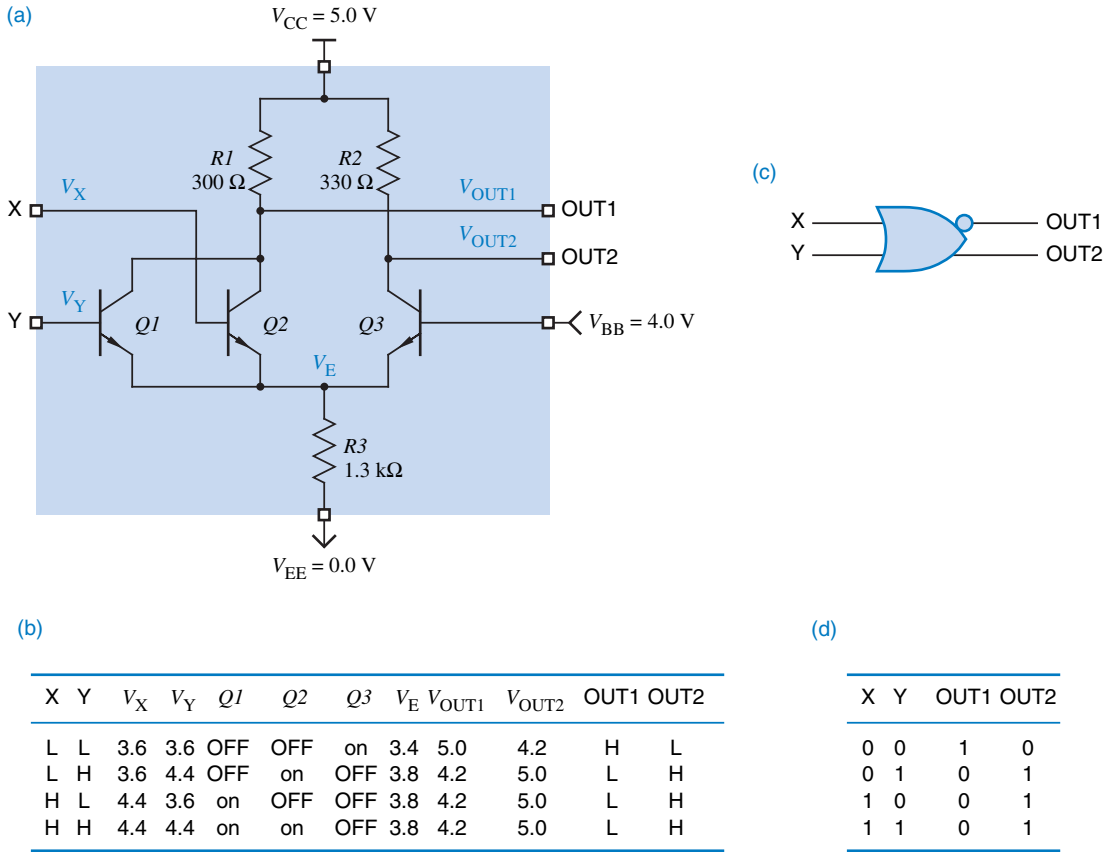 (a)
V_CC = 5.0 V
R1
300 Ω
R2
330 Ω
(c)
X
V_X
V_OUT1
OUT1
V_OUT2
OUT2
X
Y
OUT1
OUT2
Y
V_Y
Q1
Q2
Q3
V_BB = 4.0 V
V_E
R3
1.3 kΩ
V_EE = 0.0 V
(b)
X Y V_X V_Y Q1 Q2 Q3 V_E V_OUT1 V_OUT2 OUT1 OUT2
L L 3.6 3.6 OFF OFF on 3.4 5.0 4.2 H L
L H 3.6 4.4 OFF on OFF 3.8 4.2 5.0 L H
H L 4.4 3.6 on OFF OFF 3.8 4.2 5.0 L H
H H 4.4 4.4 on on OFF 3.8 4.2 5.0 L H
(d)
X Y OUT1 OUT2
0 0 1 0
0 1 0 1
1 0 0 1
1 1 0 1